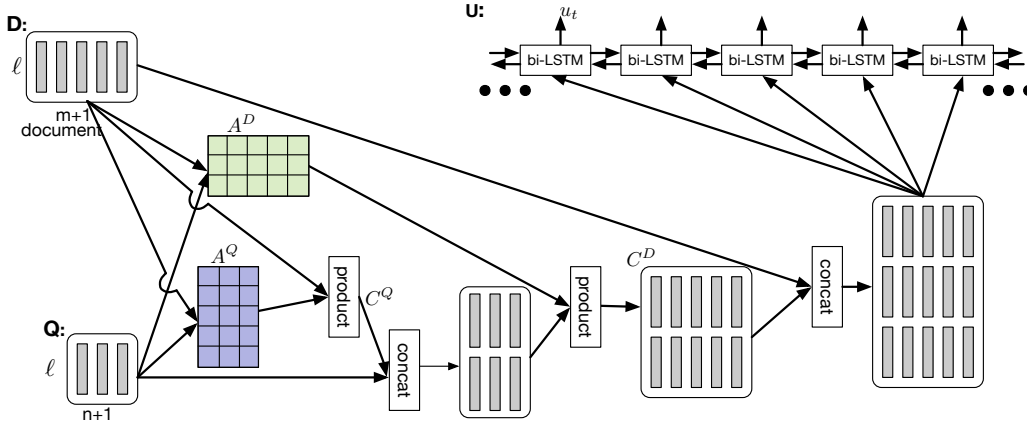 D:
ℓ
m+1
document
A^D
U:
u_t
bi-LSTM
bi-LSTM
bi-LSTM
bi-LSTM
bi-LSTM
A^Q
product
C^Q
Q:
ℓ
n+1
concat
product
C^D
concat